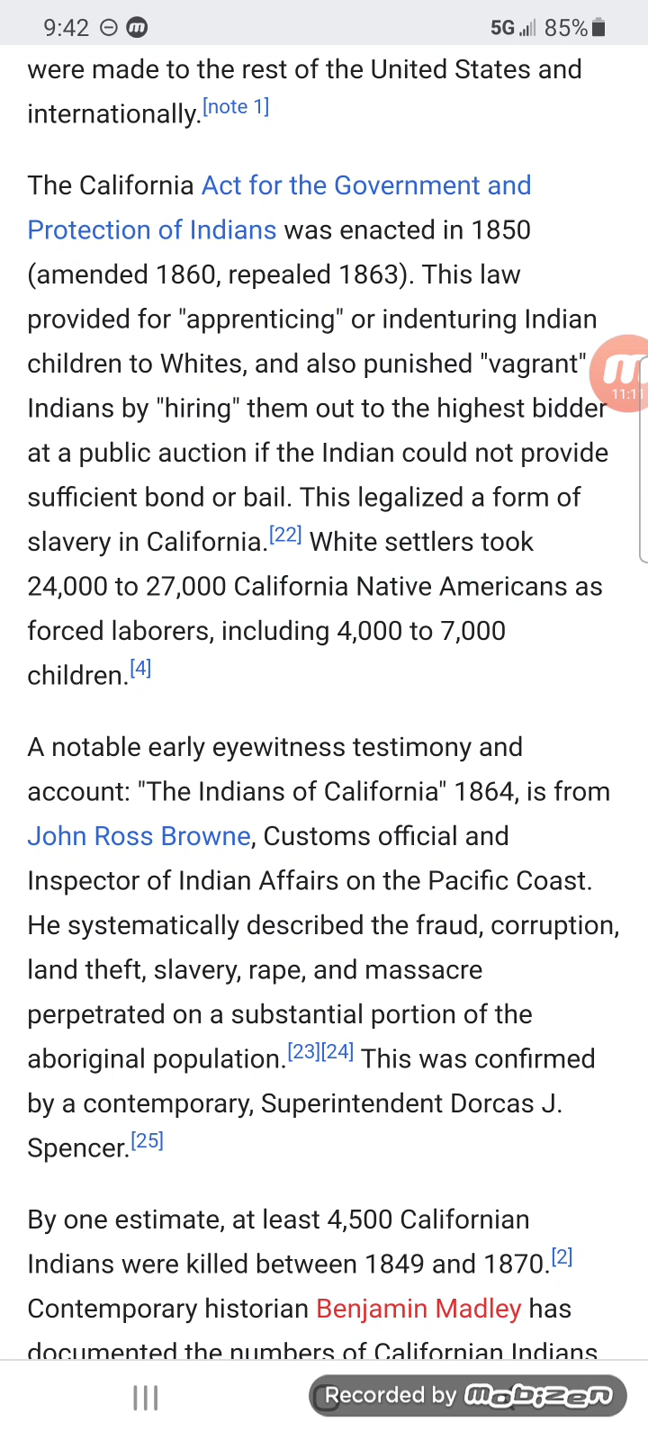 9:42 m 5G 85%
were made to the rest of the United States and
internationally.[note 1]
The California Act for the Government and
Protection of Indians was enacted in 1850
(amended 1860, repealed 1863). This law
provided for "apprenticing" or indenturing Indian
children to Whites, and also punished "vagrant"
m
11:11
Indians by "hiring" them out to the highest bidder
at a public auction if the Indian could not provide
sufficient bond or bail. This legalized a form of
slavery in California.[22] White settlers took
24,000 to 27,000 California Native Americans as
forced laborers, including 4,000 to 7,000
children.[4]
A notable early eyewitness testimony and
account: "The Indians of California" 1864, is from
John Ross Browne, Customs official and
Inspector of Indian Affairs on the Pacific Coast.
He systematically described the fraud, corruption,
land theft, slavery, rape, and massacre
perpetrated on a substantial portion of the
aboriginal population.[23][24] This was confirmed
by a contemporary, Superintendent Dorcas J.
Spencer.[25]
By one estimate, at least 4,500 Californian
Indians were killed between 1849 and 1870.[2]
Contemporary historian Benjamin Madley has
documented the numbers of Californian Indians
Recorded by mobizen